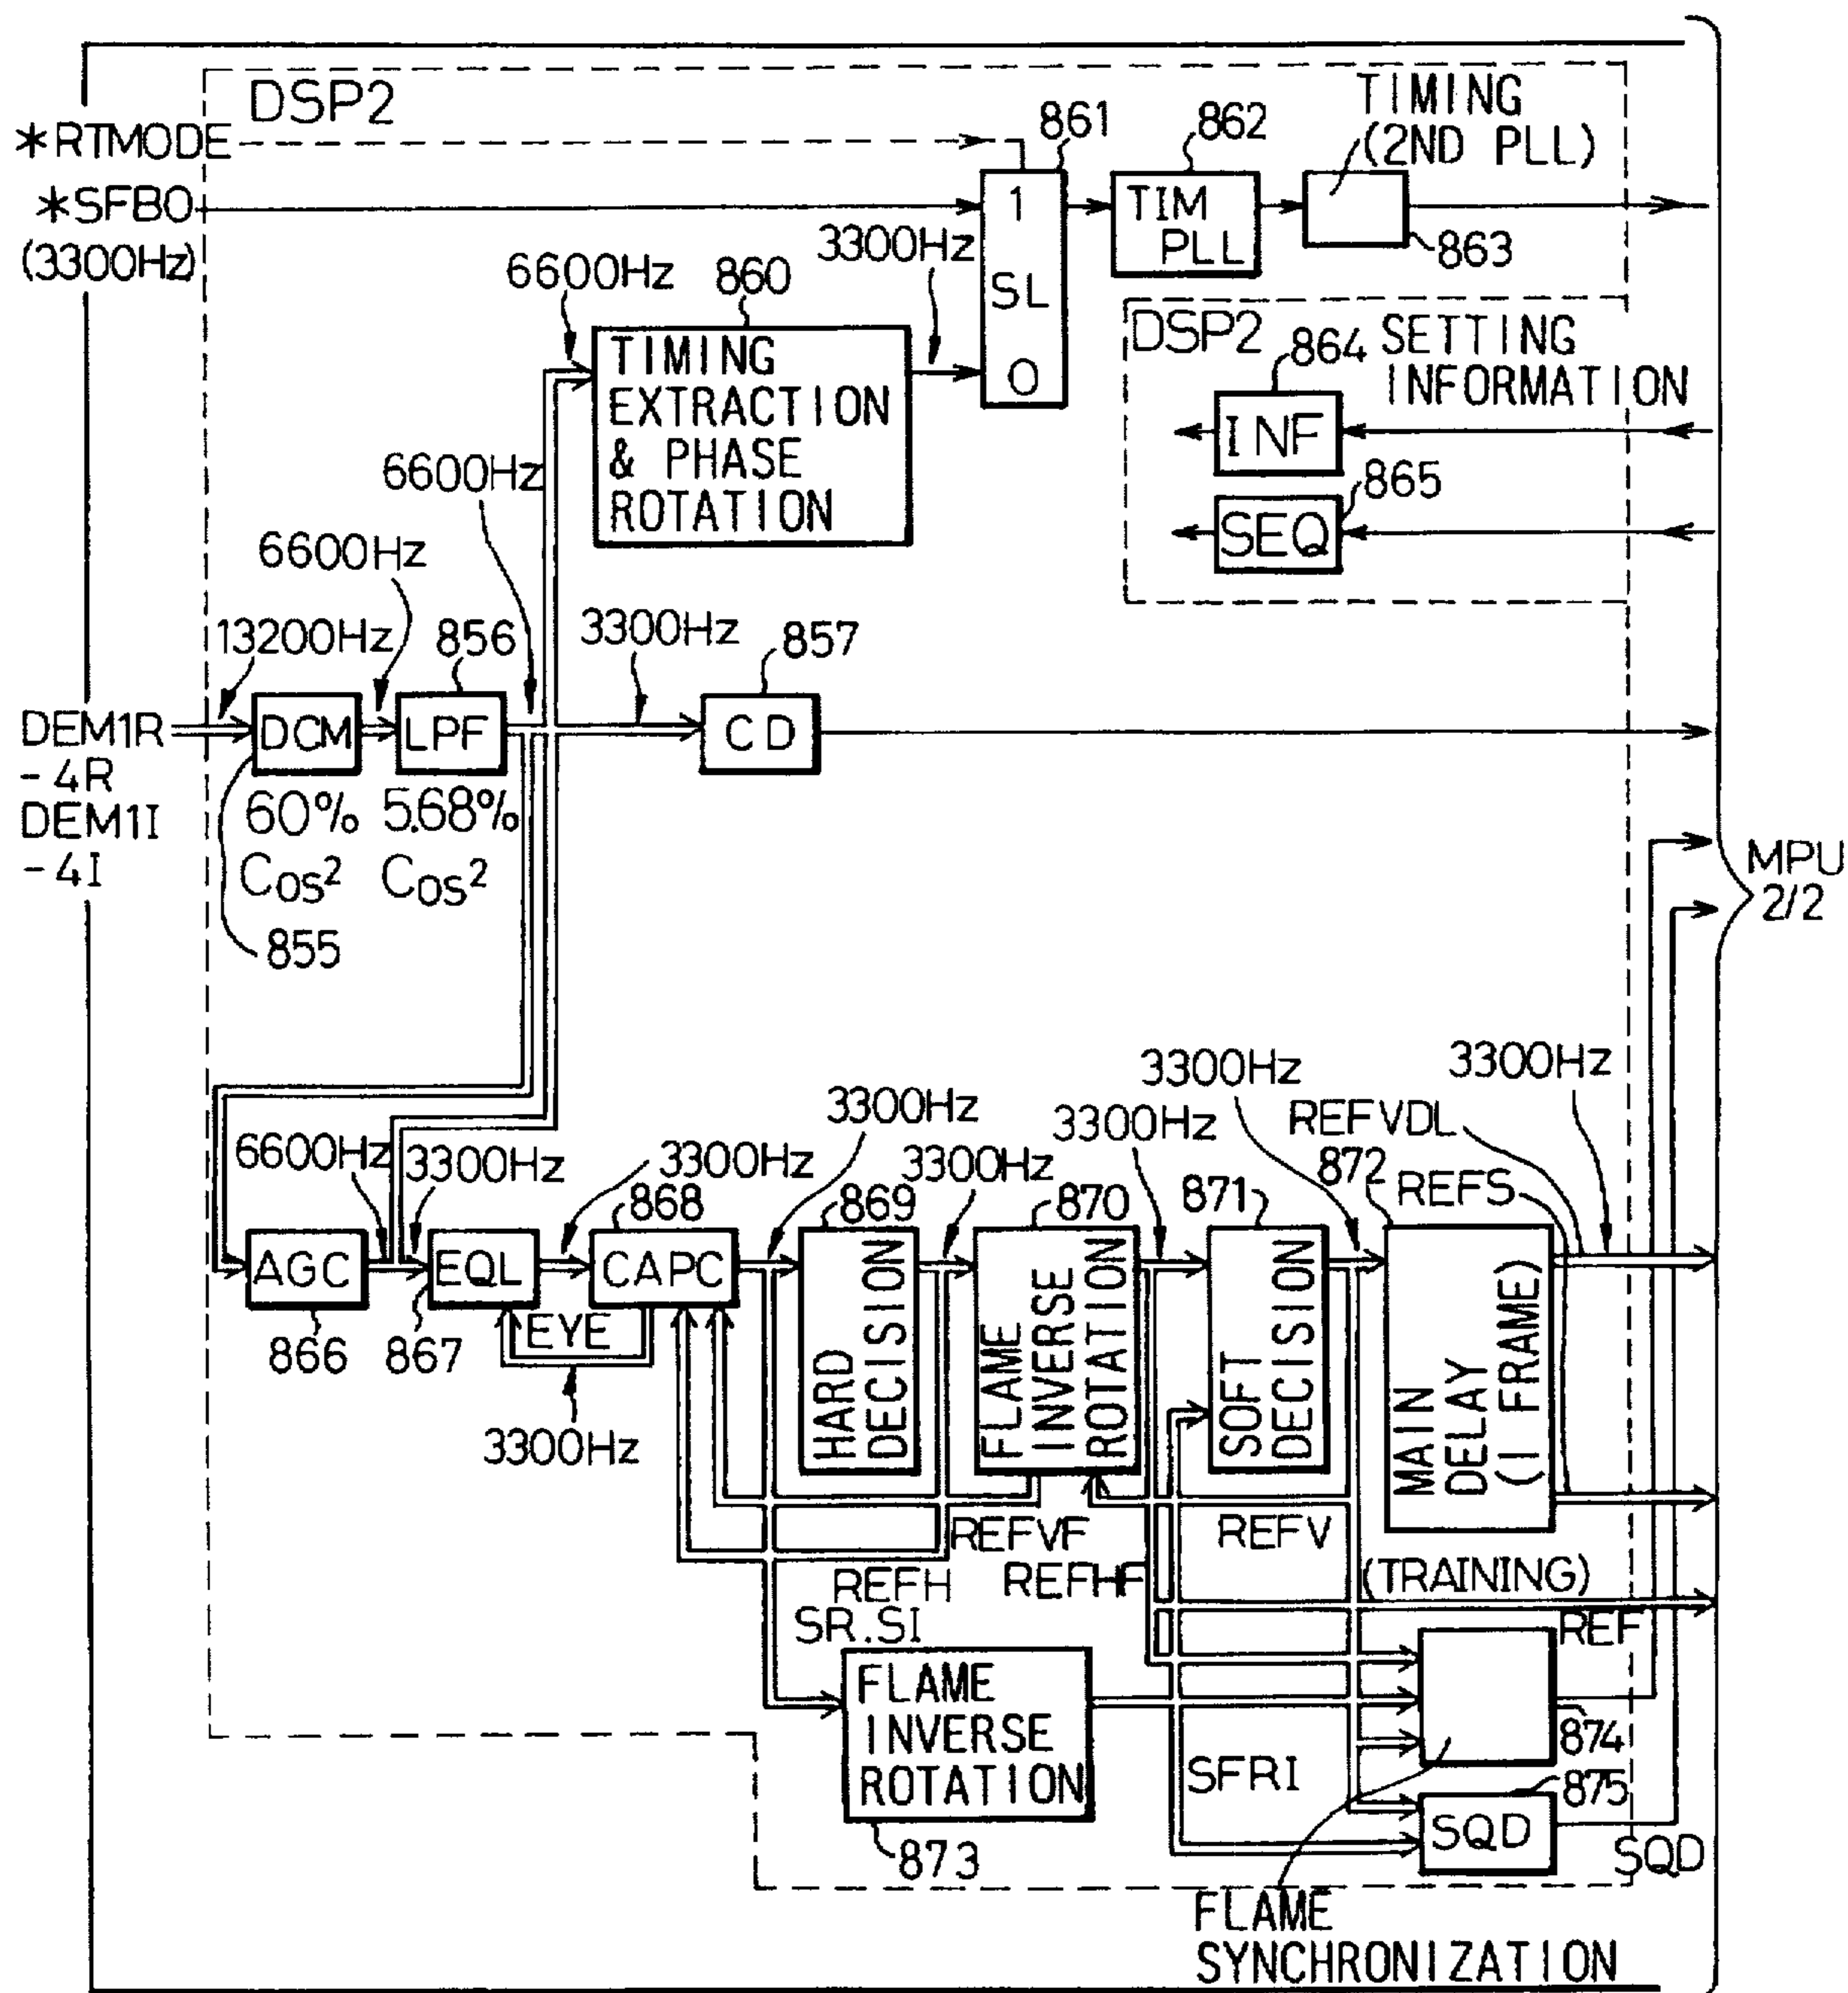 DSP2
TIMING
(2ND PLL)
*RTMODE
861
862
*SFBO
(3300Hz)
1
SL
0
TIM
PLL
863
3300Hz
6600Hz
860
TIMING
EXTRACTION
& PHASE
ROTATION
DSP2
864
SETTING
INFORMATION
INF
865
SEQ
6600Hz
6600Hz
13200Hz
856
3300Hz
857
DEM1R
-4R
DEM1I
-4I
DCM
LPF
CD
60%
Cos²
5.68%
Cos²
855
MPU
2/2
6600Hz
3300Hz
3300Hz
868
3300Hz
869
3300Hz
870
3300Hz
871
3300Hz
REFVDL
872
REFS
3300Hz
AGC
EQL
CAPC
HARD
DECISION
FLAME
INVERSE
ROTATION
SOFT
DECISION
MAIN
DELAY
(1 FRAME)
866
867
EYE
3300Hz
REFVF
REFV
REFH
REFHF
(TRAINING)
SR.SI
REF
FLAME
INVERSE
ROTATION
873
SFRI
874
875
SQD
SQD
FLAME
SYNCHRONIZATION